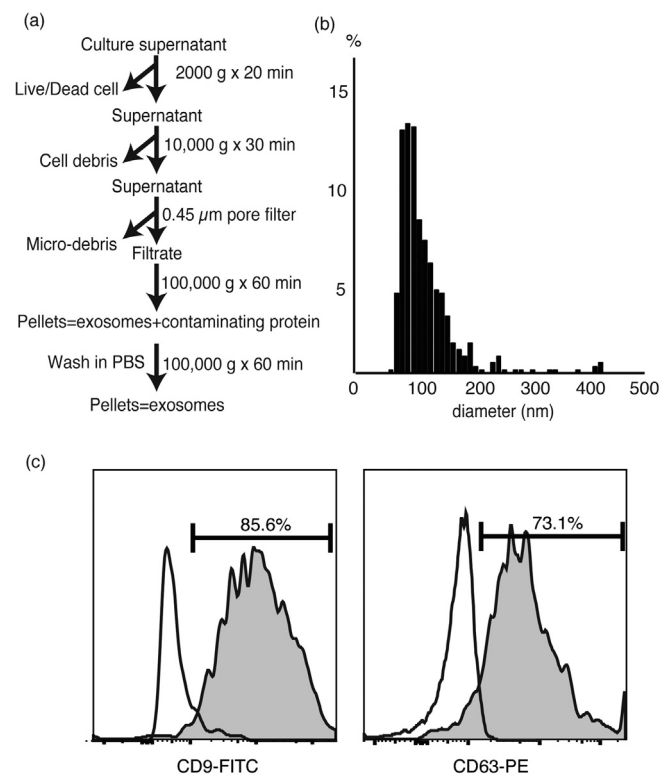 (a)
Culture supernatant
2000 g x 20 min
Live/Dead cell
Supernatant
10,000 g x 30 min
Cell debris
Supernatant
0.45 μm pore filter
Micro-debris
Filtrate
100,000 g x 60 min
Pellets=exosomes+contaminating protein
Wash in PBS
100,000 g x 60 min
Pellets=exosomes
(b)
%
15
10
5
0
100
200
300
400
500
diameter (nm)
(c)
85.6%
CD9-FITC
73.1%
CD63-PE